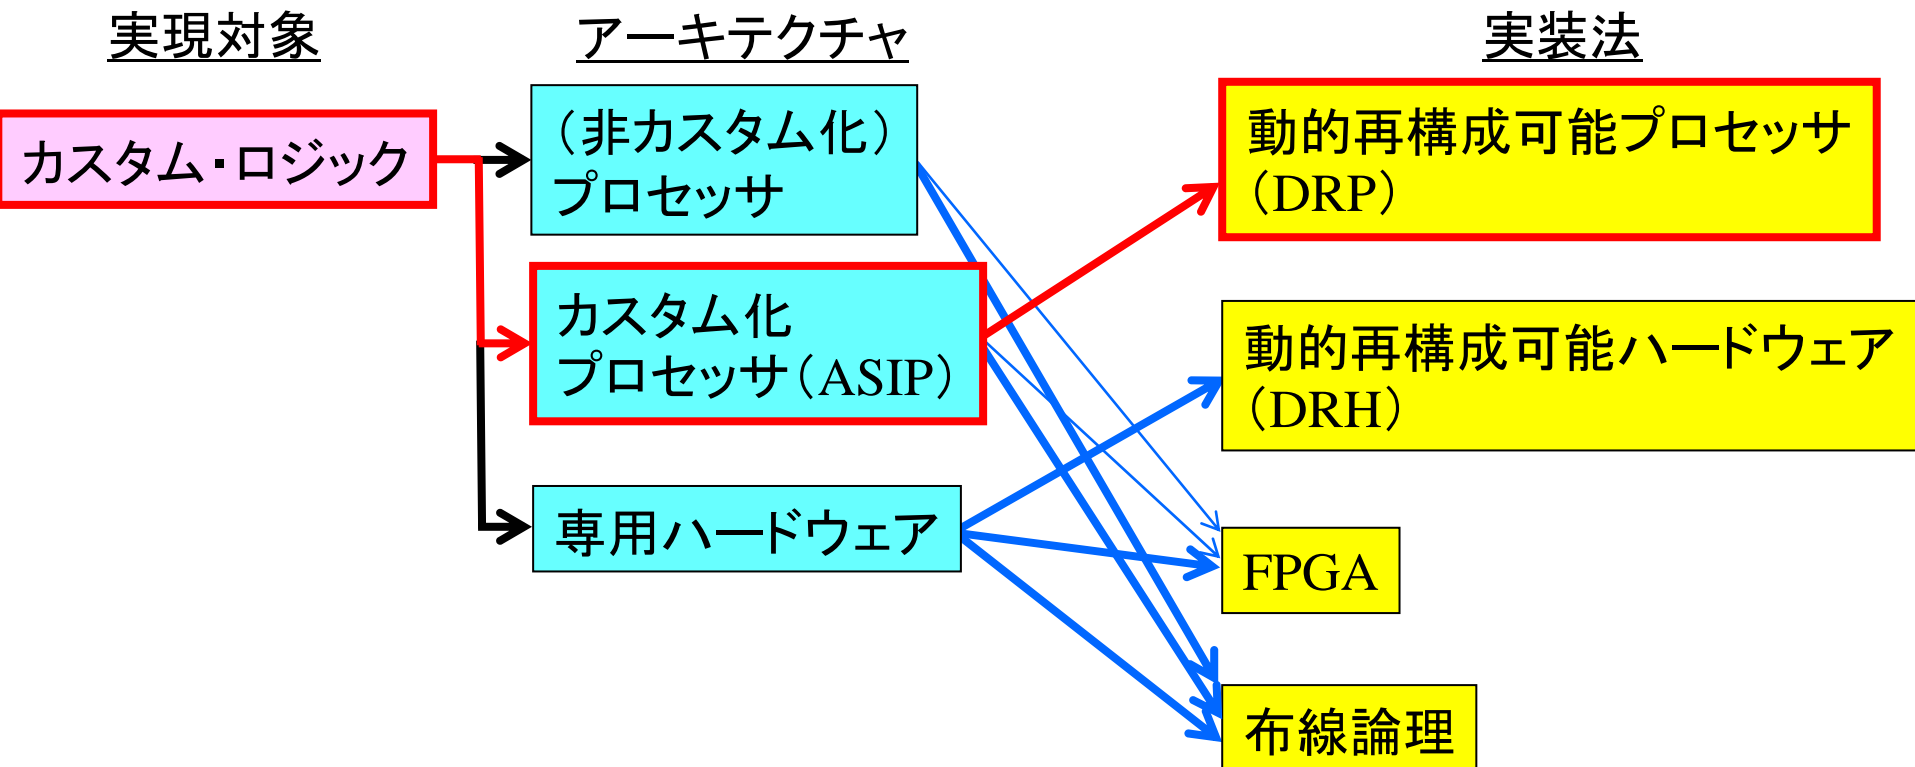 実現対象
アーキテクチャ
実装法
カスタム・ロジック
（非カスタム化）
プロセッサ
カスタム化
プロセッサ（ASIP）
専用ハードウェア
動的再構成可能プロセッサ
（DRP）
動的再構成可能ハードウェア
（DRH）
FPGA
布線論理